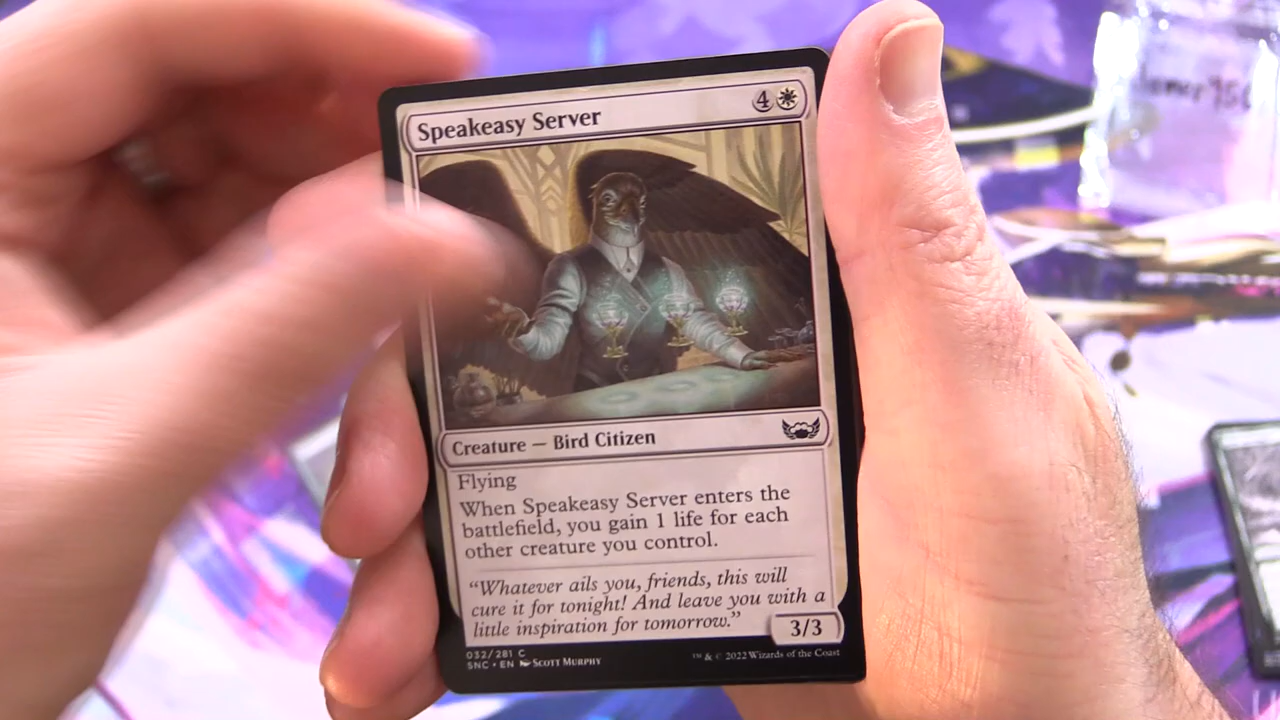 Speakeasy Server
4
Creature — Bird Citizen
Flying
When Speakeasy Server enters the
battlefield, you gain 1 life for each
other creature you control.
“Whatever ails you, friends, this will
cure it for tonight! And leave you with a
little inspiration for tomorrow.”
3/3
032/281 C
SNC • EN Scott Murphy
™ & © 2022 Wizards of the Coast